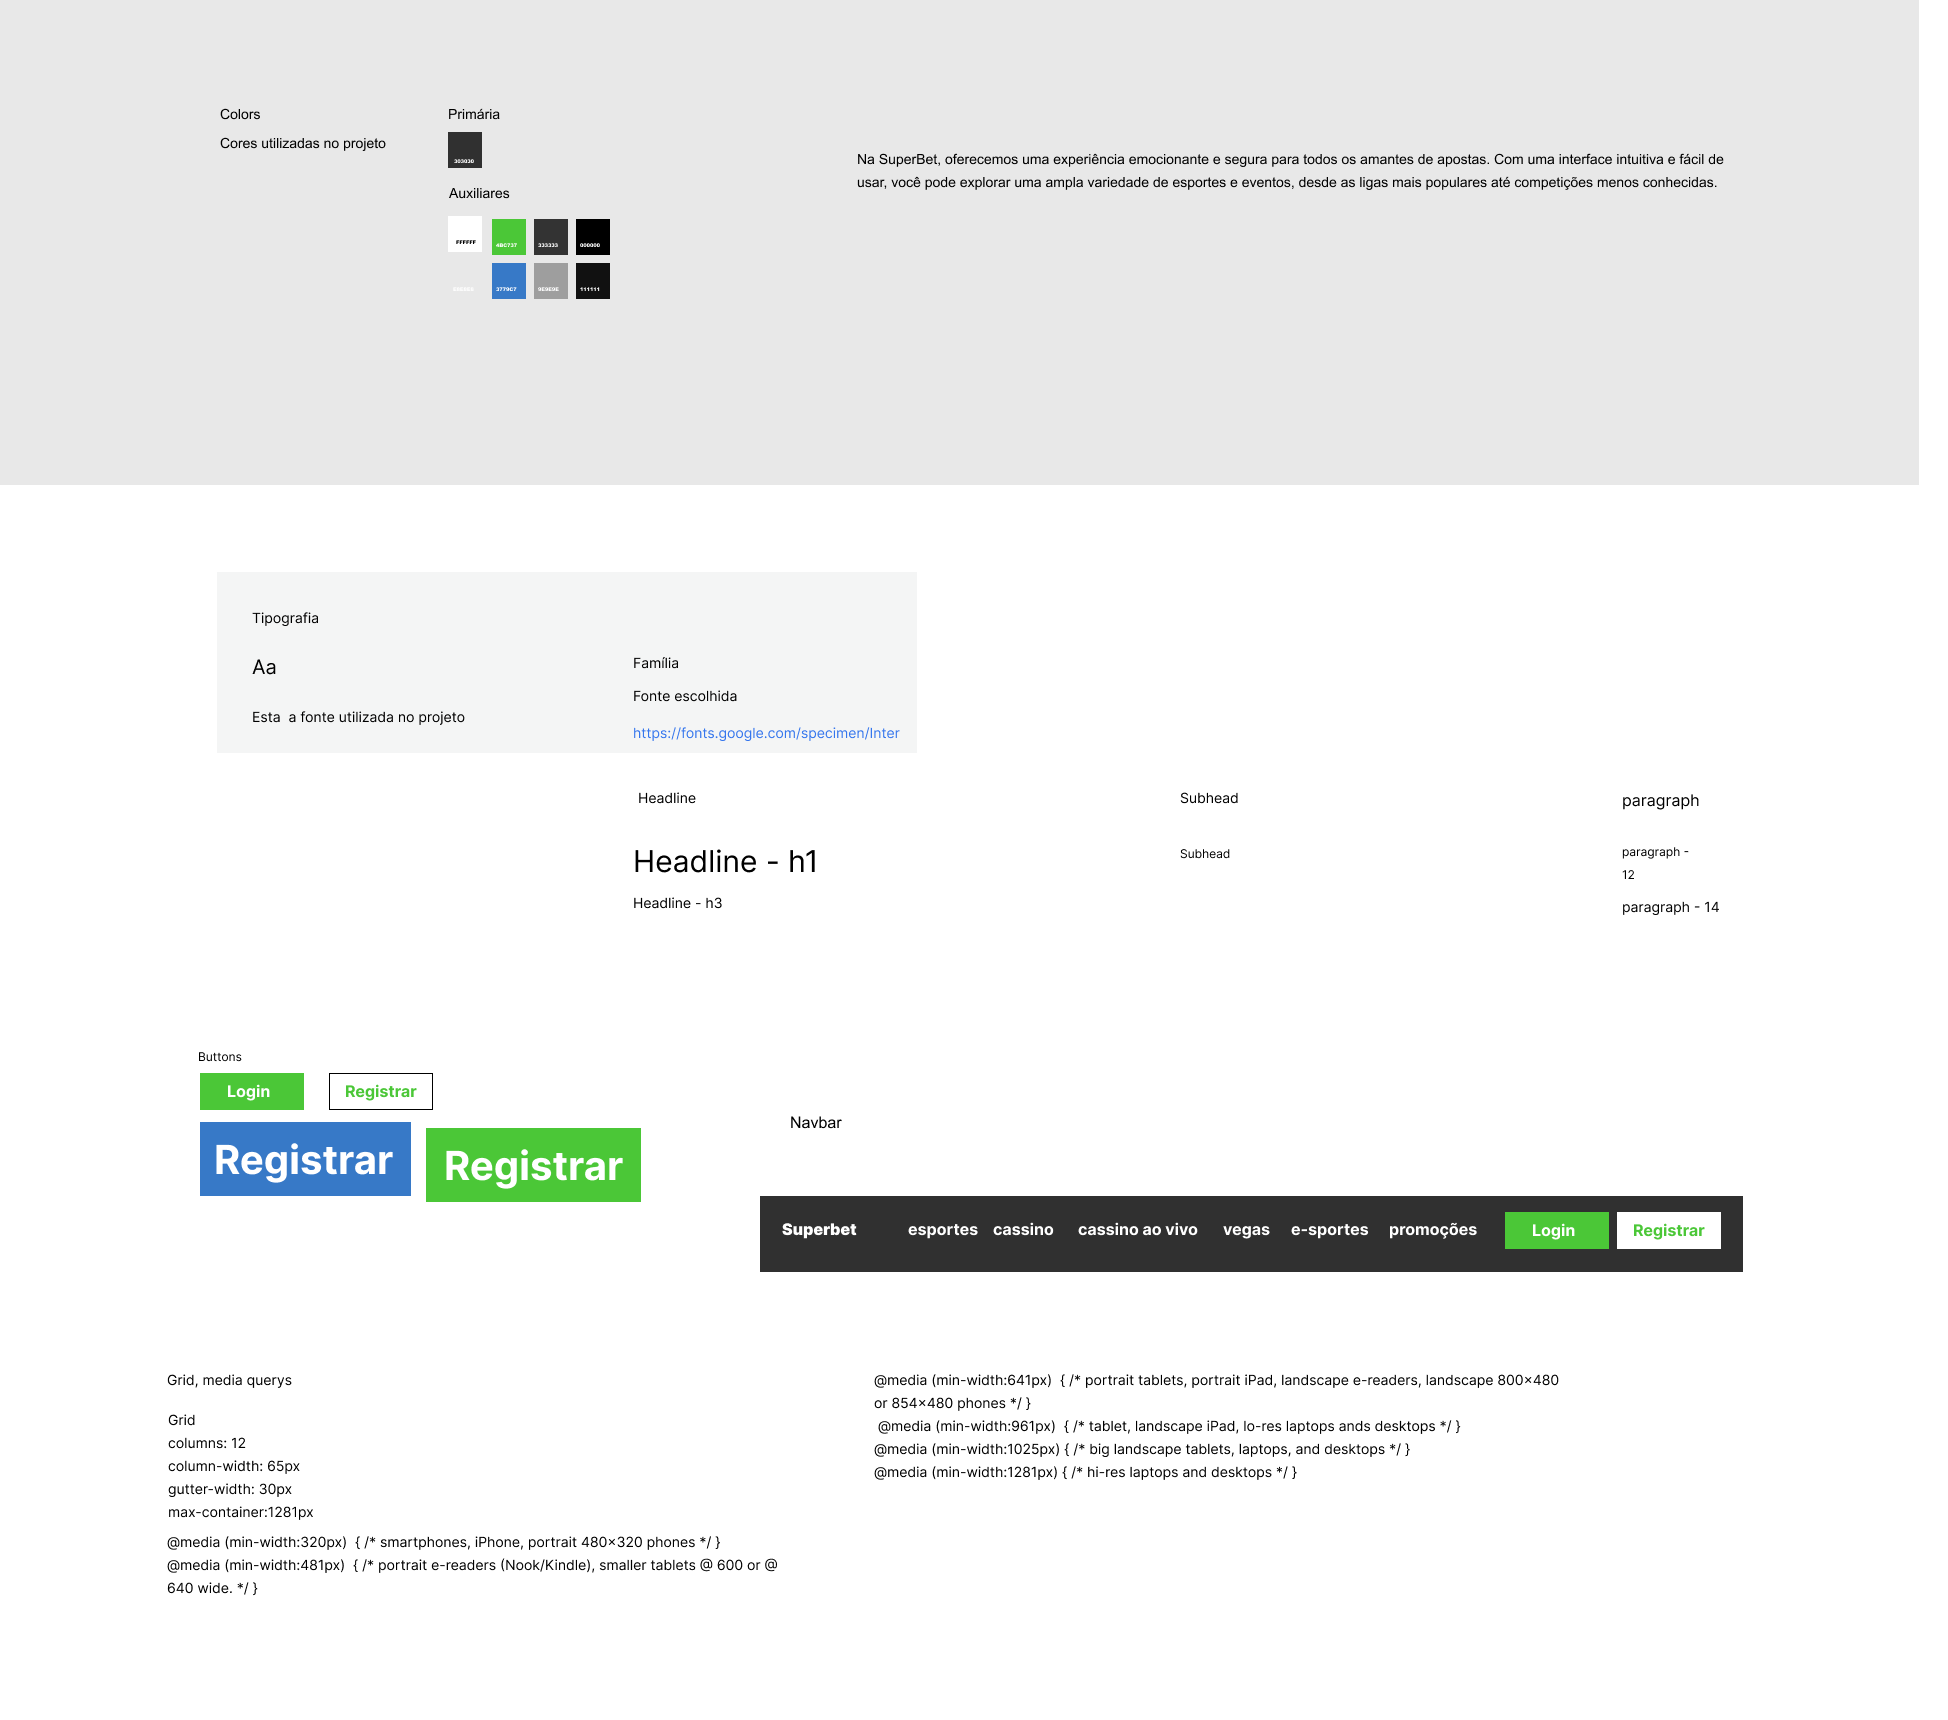 Colors
Cores utilizadas no projeto
Primária
303030
Auxiliares
FFFFFF
4BC737
333333
000000
3779C7
9E9E9E
111111
Na SuperBet, oferecemos uma experiência emocionante e segura para todos os amantes de apostas. Com uma interface intuitiva e fácil de
usar, você pode explorar uma ampla variedade de esportes e eventos, desde as ligas mais populares até competições menos conhecidas.
Tipografia
Aa
Esta  a fonte utilizada no projeto
Família
Fonte escolhida
https://fonts.google.com/specimen/Inter
Headline
Headline - h1
Headline - h3
Subhead
Subhead
paragraph
paragraph -
12
paragraph - 14
Buttons
Login
Registrar
Registrar
Registrar
Navbar
Superbet
esportes
cassino
cassino ao vivo
vegas
e-sportes
promoções
Login
Registrar
Grid, media querys
Grid
columns: 12
column-width: 65px
gutter-width: 30px
max-container:1281px
@media (min-width:320px)  { /* smartphones, iPhone, portrait 480x320 phones */ }
@media (min-width:481px)  { /* portrait e-readers (Nook/Kindle), smaller tablets @ 600 or @
640 wide. */ }
@media (min-width:641px)  { /* portrait tablets, portrait iPad, landscape e-readers, landscape 800x480
or 854x480 phones */ }
@media (min-width:961px)  { /* tablet, landscape iPad, lo-res laptops ands desktops */ }
@media (min-width:1025px) { /* big landscape tablets, laptops, and desktops */ }
@media (min-width:1281px) { /* hi-res laptops and desktops */ }